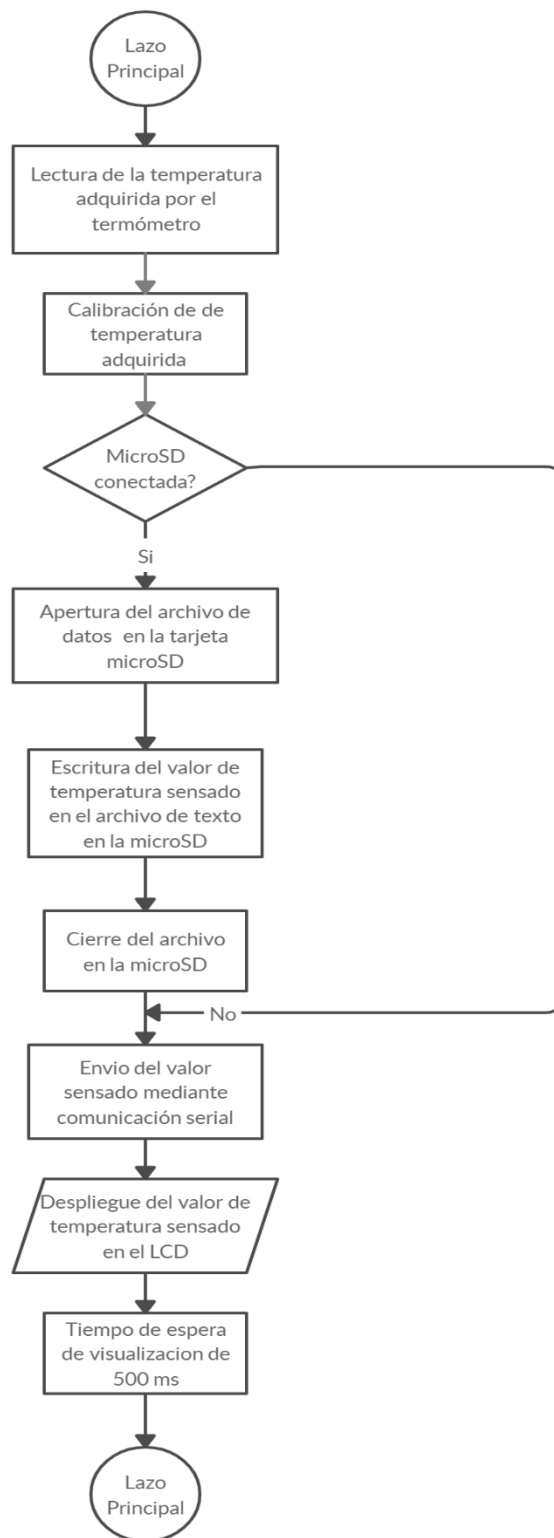 Lazo
Principal
Lectura de la temperatura
adquirida por el
termómetro
Calibración de de
temperatura
adquirida
MicroSD
conectada?
Si
Apertura del archivo de
datos en la tarjeta
microSD
Escritura del valor de
temperatura sensado
en el archivo de texto
en la microSD
Cierre del archivo
en la microSD
No
Envio del valor
sensado mediante
comunicación serial
Despliegue del valor de
temperatura sensado
en el LCD
Tiempo de espera
de visualizacion de
500 ms
Lazo
Principal